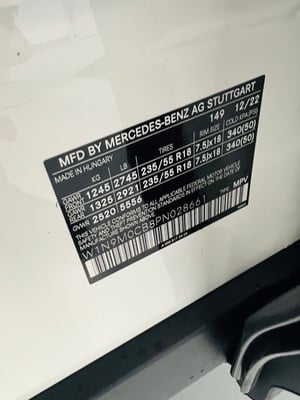 MFD BY MERCEDES-BENZ AG STUTTGART
MADE IN HUNGARY 149 12/22
KG LB TIRES RIM SIZE COLD KPA (PSI)
GAWR FRONT 1245 2745 235/55 R18 7.5Jx18 340(50)
GAWR REAR 1325 2921 235/55 R18 7.5Jx18 340(50)
GVWR 2520 5556
THIS VEHICLE CONFORMS TO ALL APPLICABLE FEDERAL MOTOR VEHICLE
SAFETY AND THEFT PREVENTION STANDARDS IN EFFECT ON THE DATE OF
MANUFACTURE SHOWN ABOVE.
W1N9M0CB8PN028661 TYPE: MPV